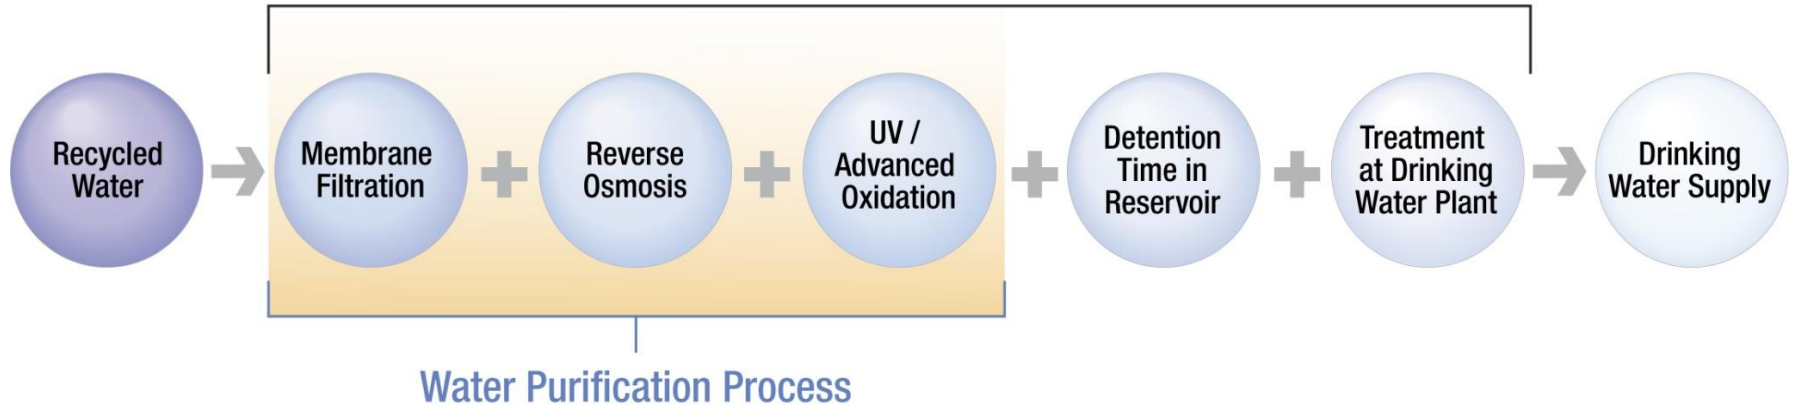 Recycled
Water
Membrane
Filtration
Reverse
Osmosis
UV /
Advanced
Oxidation
Detention
Time in
Reservoir
Treatment
at Drinking
Water Plant
Drinking
Water Supply
Water Purification Process